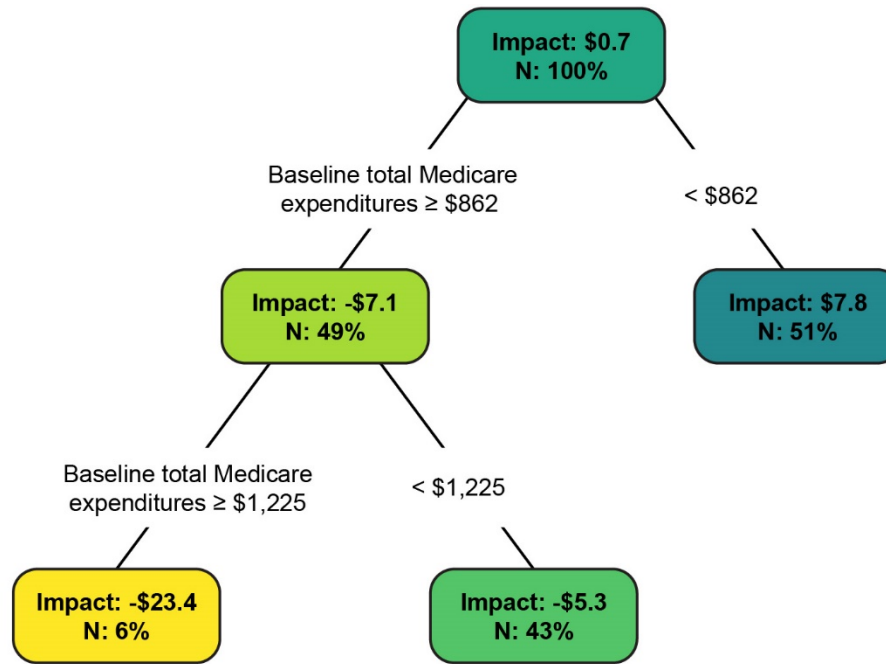 Impact: $0.7
N: 100%
Baseline total Medicare
expenditures ≥ $862
< $862
Impact: -$7.1
N: 49%
Impact: $7.8
N: 51%
Baseline total Medicare
expenditures ≥ $1,225
< $1,225
Impact: -$23.4
N: 6%
Impact: -$5.3
N: 43%